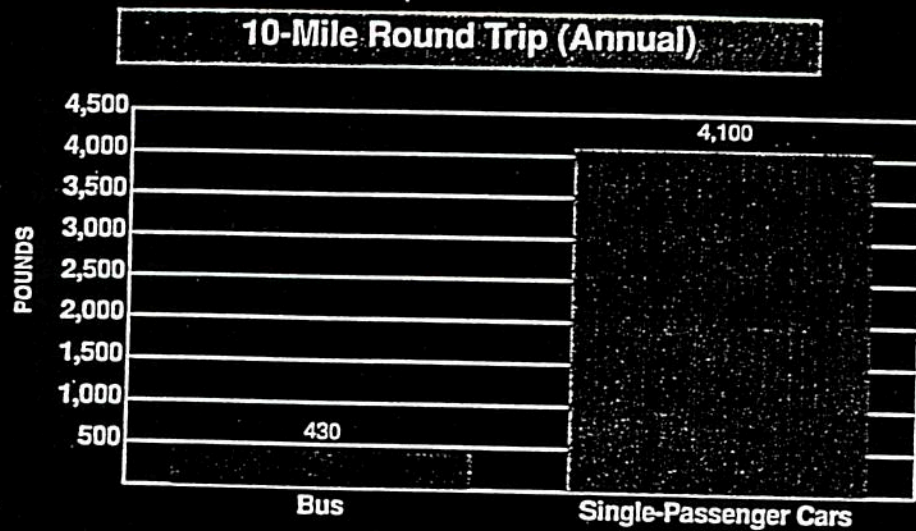 10-Mile Round Trip (Annual)
4,500
4,000
3,500
3,000
2,500
2,000
1,500
1,000
500
POUNDS
4,100
430
Bus
Single-Passenger Cars